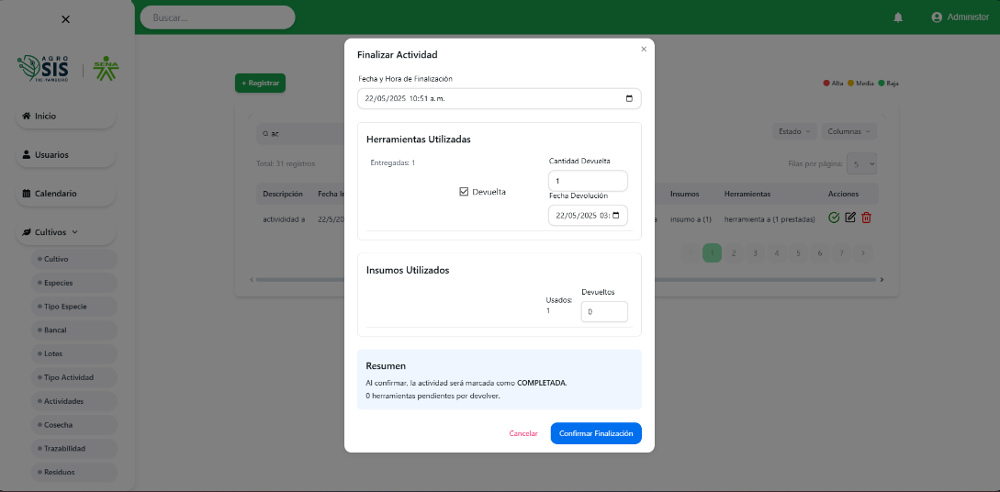 Buscar...
Administor
AGRO
SIS
TIC-YAMBORÓ
SENA
Inicio
Usuarios
Calendario
Cultivos
Cultivo
Especies
Tipo Especie
Bancal
Lotes
Tipo Actividad
Actividades
Cosecha
Trazabilidad
Residuos
+ Registrar
Alta
Media
Baja
ac
Estado
Columnas
Total: 31 registros
Filas por página: 5
Descripción Fecha In
Insumos Herramientas Acciones
activididad a 22/5/20
a insumo a (1) herramienta a (1 prestadas)
1 2 3 4 5 6 7
Finalizar Actividad
Fecha y Hora de Finalización
22/05/2025 10:51 a. m.
Herramientas Utilizadas
Entregadas: 1
Devuelta
Cantidad Devuelta
1
Fecha Devolución
22/05/2025 03:
Insumos Utilizados
Usados:
1
Devueltos
0
Resumen
Al confirmar, la actividad será marcada como COMPLETADA.
0 herramientas pendientes por devolver.
Cancelar
Confirmar Finalización